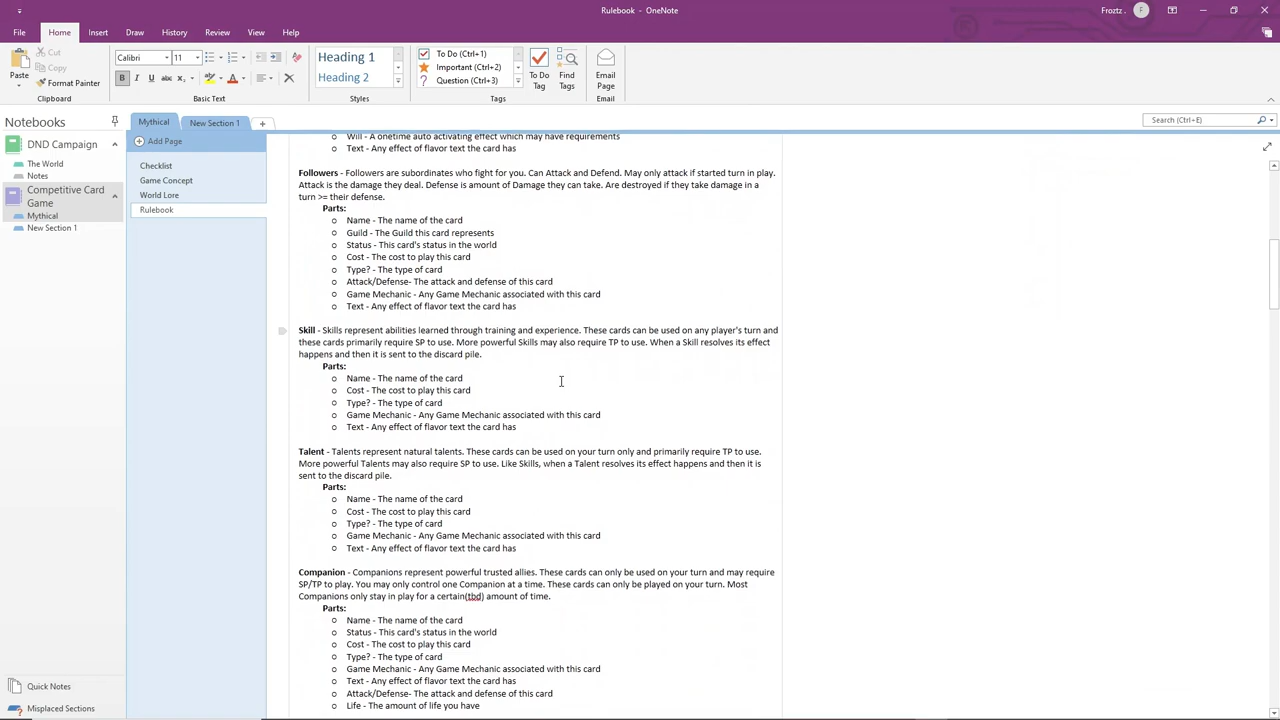 Rulebook - OneNote
Froztz
F
File
Home
Insert
Draw
History
Review
View
Help
Paste
Cut
Copy
Format Painter
Clipboard
Calibri
11
B
I
U
abc
Basic Text
Heading 1
Heading 2
Styles
To Do (Ctrl+1)
Important (Ctrl+2)
Question (Ctrl+3)
Tags
To Do
Tag
Find
Tags
Email
Page
Email
Notebooks
DND Campaign
The World
Notes
Competitive Card
Game
Mythical
New Section 1
Quick Notes
Misplaced Sections
Mythical
New Section 1
Search (Ctrl+E)
Add Page
Checklist
Game Concept
World Lore
Rulebook
Will - A onetime auto activating effect which may have requirements
Text - Any effect of flavor text the card has
Followers - Followers are subordinates who fight for you. Can Attack and Defend. May only attack if started turn in play.
Attack is the damage they deal. Defense is amount of Damage they can take. Are destroyed if they take damage in a
turn >= their defense.
Parts:
Name - The name of the card
Guild - The Guild this card represents
Status - This card's status in the world
Cost - The cost to play this card
Type? - The type of card
Attack/Defense- The attack and defense of this card
Game Mechanic - Any Game Mechanic associated with this card
Text - Any effect of flavor text the card has
Skill - Skills represent abilities learned through training and experience. These cards can be used on any player's turn and
these cards primarily require SP to use. More powerful Skills may also require TP to use. When a Skill resolves its effect
happens and then it is sent to the discard pile.
Parts:
Name - The name of the card
Cost - The cost to play this card
Type? - The type of card
Game Mechanic - Any Game Mechanic associated with this card
Text - Any effect of flavor text the card has
Talent - Talents represent natural talents. These cards can be used on your turn only and primarily require TP to use.
More powerful Talents may also require SP to use. Like Skills, when a Talent resolves its effect happens and then it is
sent to the discard pile.
Parts:
Name - The name of the card
Cost - The cost to play this card
Type? - The type of card
Game Mechanic - Any Game Mechanic associated with this card
Text - Any effect of flavor text the card has
Companion - Companions represent powerful trusted allies. These cards can only be used on your turn and may require
SP/TP to play. You may only control one Companion at a time. These cards can only be played on your turn. Most
Companions only stay in play for a certain(tbd) amount of time.
Parts:
Name - The name of the card
Status - This card's status in the world
Cost - The cost to play this card
Type? - The type of card
Game Mechanic - Any Game Mechanic associated with this card
Text - Any effect of flavor text the card has
Attack/Defense- The attack and defense of this card
Life - The amount of life you have